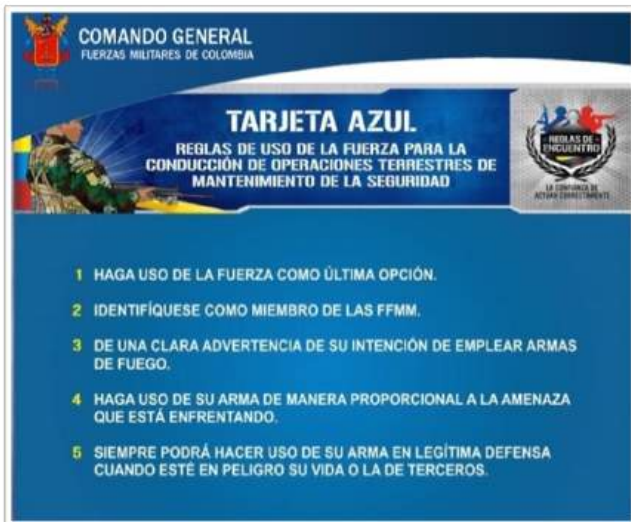 COMANDO GENERAL
FUERZAS MILITARES DE COLOMBIA
TARJETA AZUL
REGLAS DE USO DE LA FUERZA PARA LA
CONDUCCIÓN DE OPERACIONES TERRESTRES DE
MANTENIMIENTO DE LA SEGURIDAD
REGLAS DE
ENCUENTRO
LA CONFIANZA DE
ACTUAR CORRECTAMENTE
1 HAGA USO DE LA FUERZA COMO ÚLTIMA OPCIÓN.
2 IDENTIFÍQUESE COMO MIEMBRO DE LAS FFMM.
3 DE UNA CLARA ADVERTENCIA DE SU INTENCIÓN DE EMPLEAR ARMAS
DE FUEGO.
4 HAGA USO DE SU ARMA DE MANERA PROPORCIONAL A LA AMENAZA
QUE ESTÁ ENFRENTANDO.
5 SIEMPRE PODRÁ HACER USO DE SU ARMA EN LEGÍTIMA DEFENSA
CUANDO ESTÉ EN PELIGRO SU VIDA O LA DE TERCEROS.